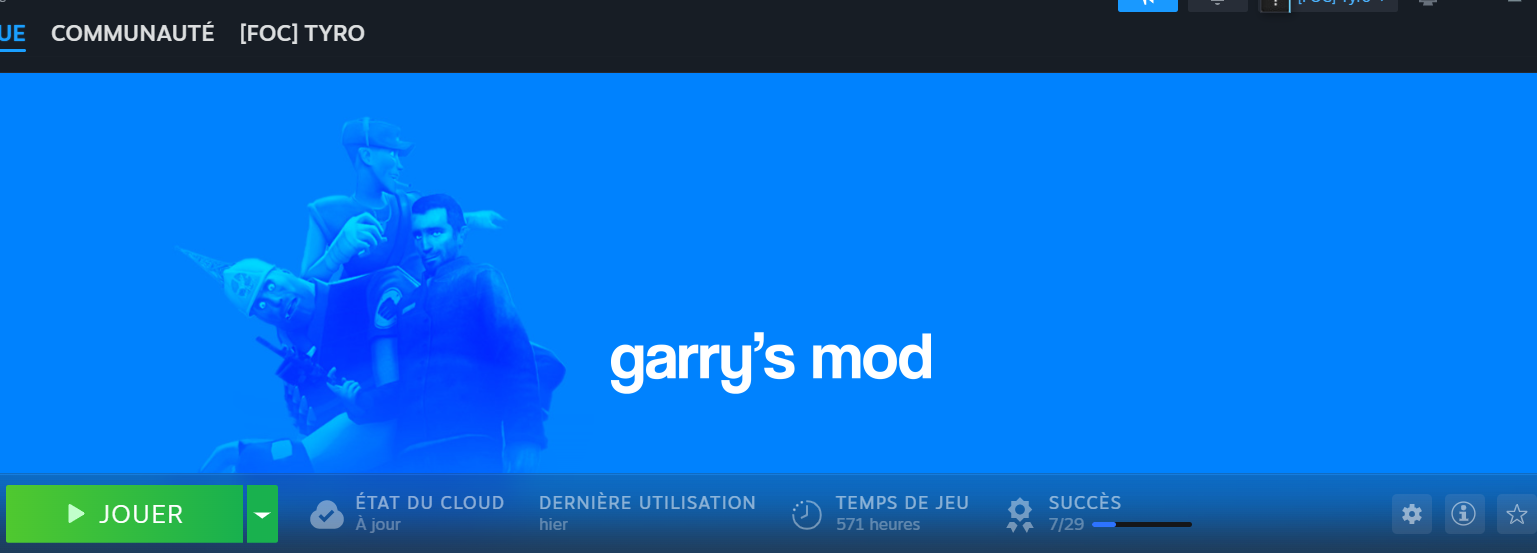 UE COMMUNAUTÉ [FOC] TYRO
garry's mod
JOUER
ÉTAT DU CLOUD
À jour
DERNIÈRE UTILISATION
hier
TEMPS DE JEU
571 heures
SUCCÈS
7/29